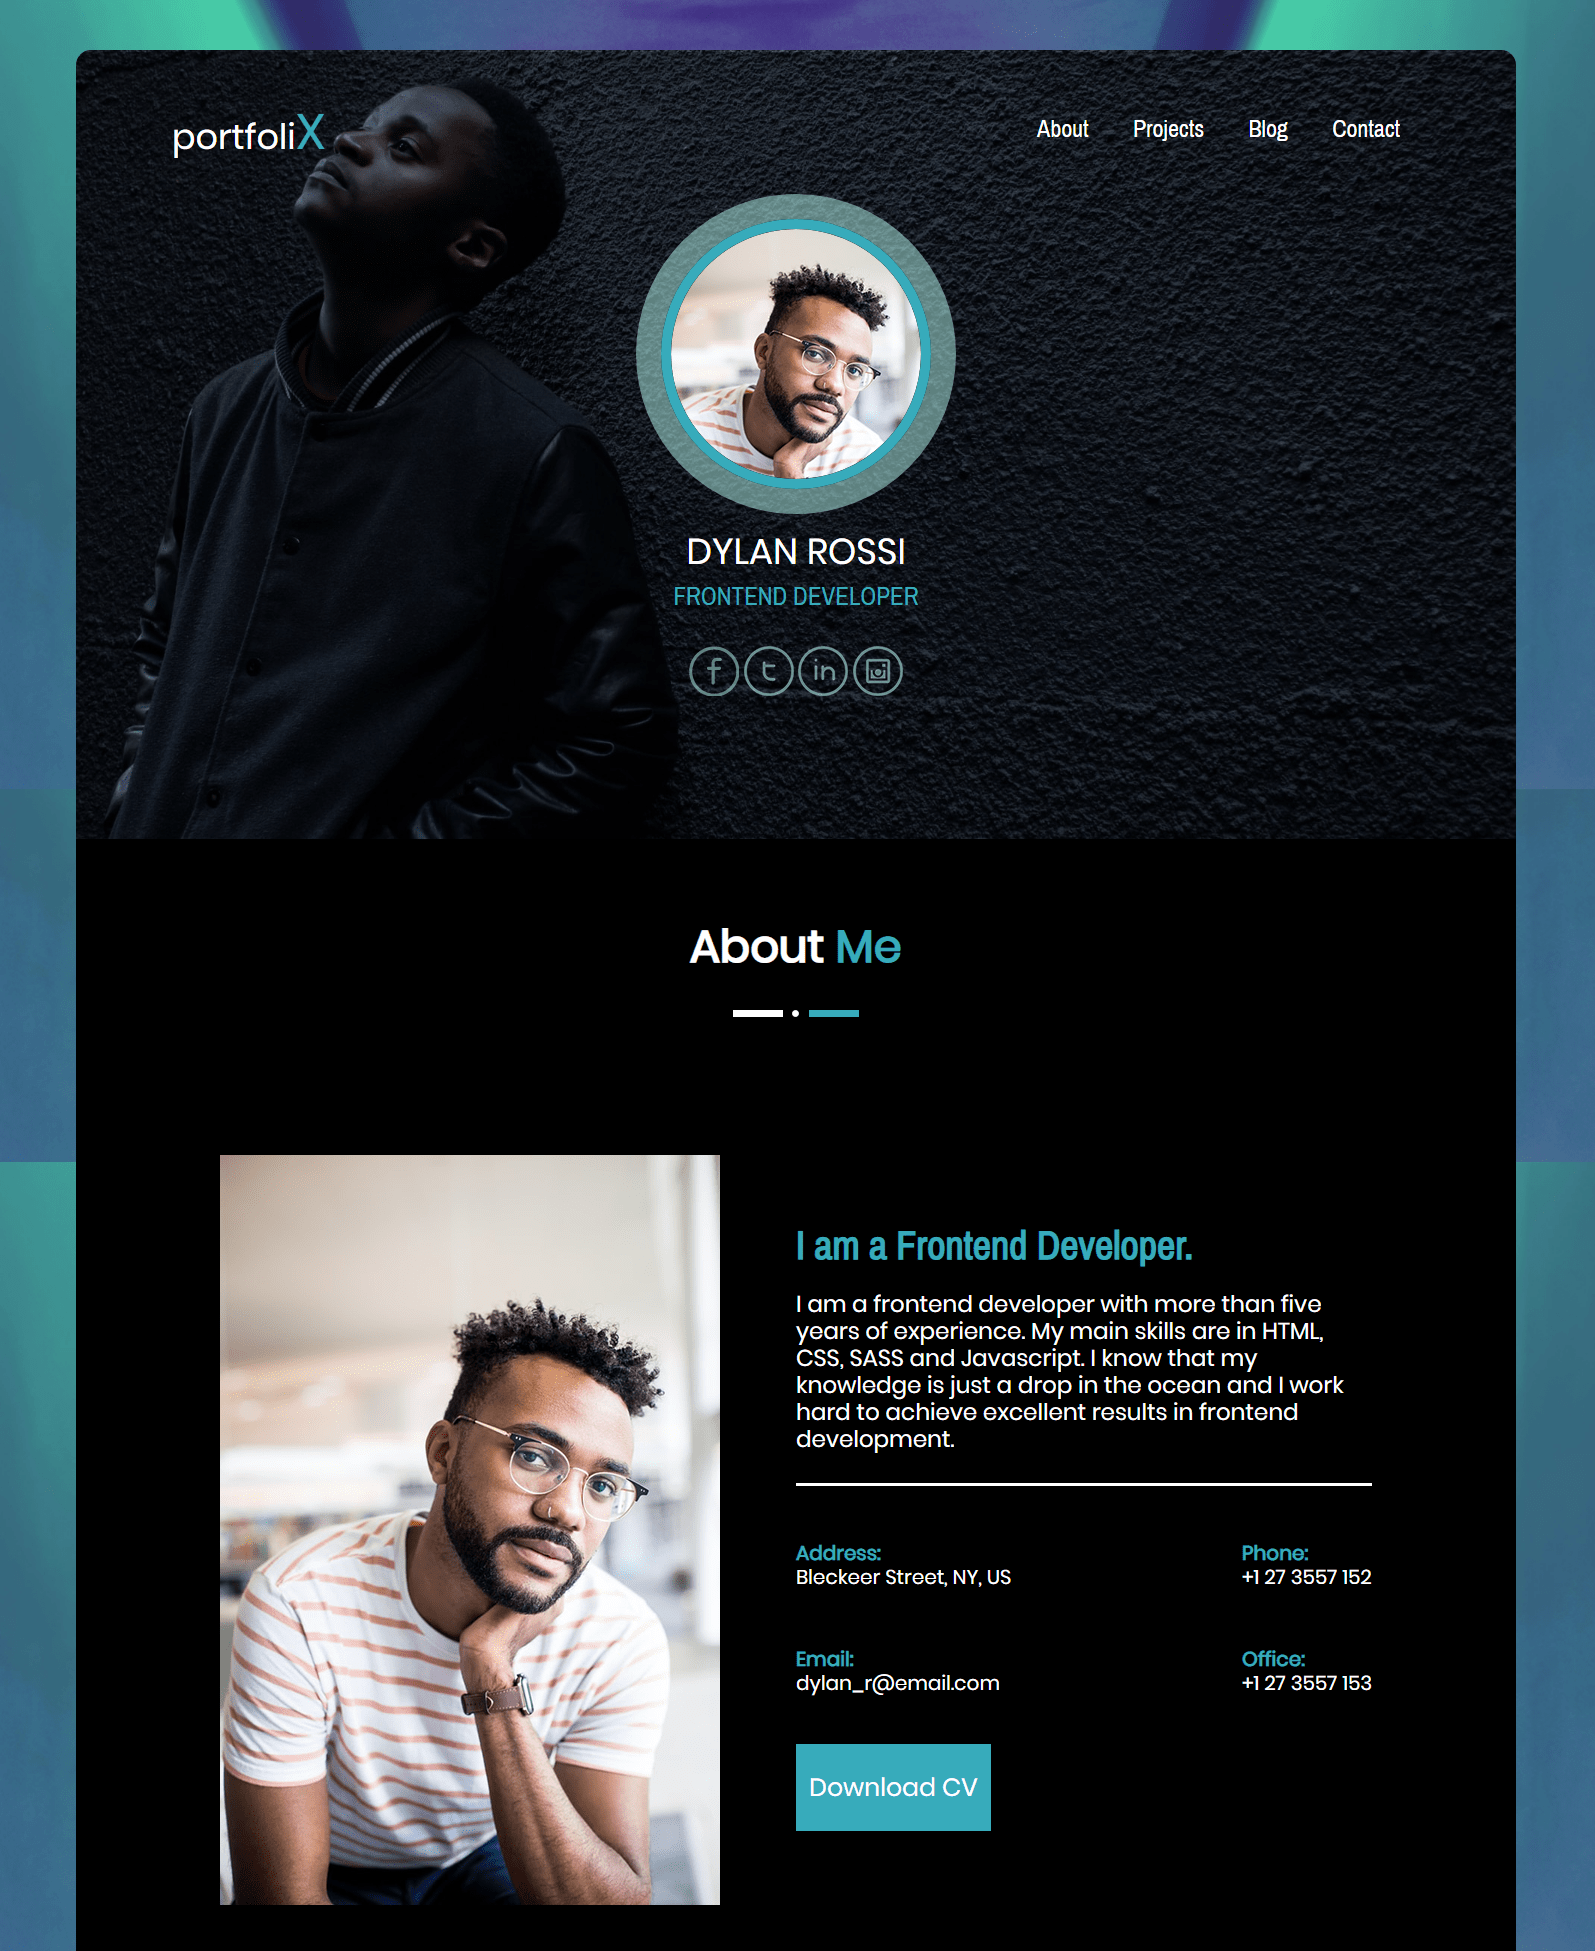 portfoliX
About Projects Blog Contact
DYLAN ROSSI
FRONTEND DEVELOPER
About Me
I am a Frontend Developer.
I am a frontend developer with more than five
years of experience. My main skills are in HTML,
CSS, SASS and Javascript. I know that my
knowledge is just a drop in the ocean and I work
hard to achieve excellent results in frontend
development.
Address:
Bleckeer Street, NY, US
Phone:
+1 27 3557 152
Email:
dylan_r@email.com
Office:
+1 27 3557 153
Download CV